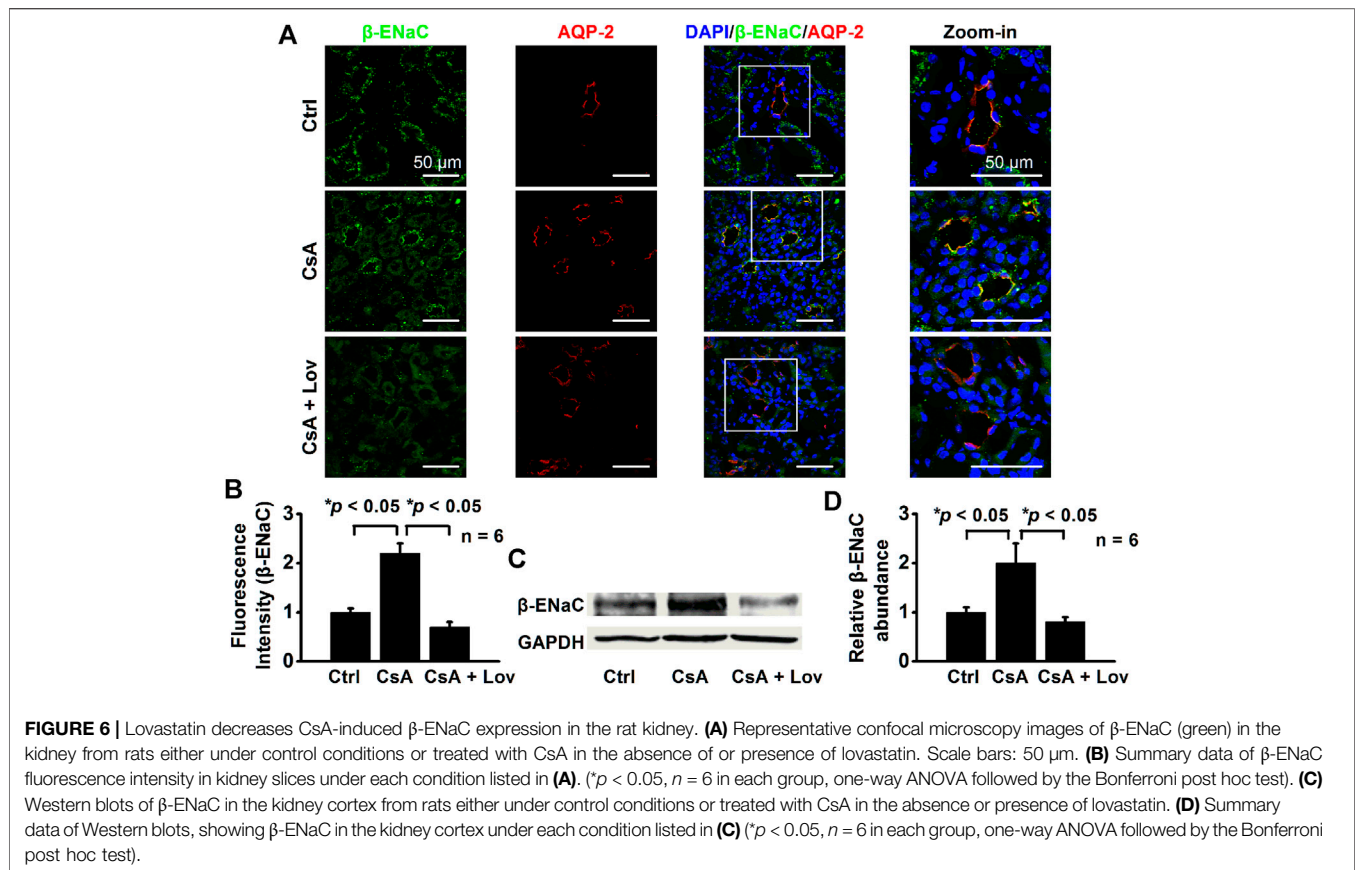 A
β-ENaC
AQP-2
DAPI/β-ENaC/AQP-2
Zoom-in
Ctrl
50 µm
50 µm
CsA
CsA + Lov
B
Fluorescence
Intensity (β-ENaC)
3
2
1
0
*p < 0.05
*p < 0.05
n = 6
Ctrl
CsA
CsA + Lov
C
β-ENaC
GAPDH
Ctrl
CsA
CsA + Lov
D
Relative β-ENaC
abundance
3
2
1
0
*p < 0.05
*p < 0.05
n = 6
Ctrl
CsA
CsA + Lov
FIGURE 6 | Lovastatin decreases CsA-induced β-ENaC expression in the rat kidney. (A) Representative confocal microscopy images of β-ENaC (green) in the
kidney from rats either under control conditions or treated with CsA in the absence of or presence of lovastatin. Scale bars: 50 µm. (B) Summary data of β-ENaC
fluorescence intensity in kidney slices under each condition listed in (A). (*p < 0.05, n = 6 in each group, one-way ANOVA followed by the Bonferroni post hoc test). (C)
Western blots of β-ENaC in the kidney cortex from rats either under control conditions or treated with CsA in the absence or presence of lovastatin. (D) Summary
data of Western blots, showing β-ENaC in the kidney cortex under each condition listed in (C) (*p < 0.05, n = 6 in each group, one-way ANOVA followed by the Bonferroni
post hoc test).